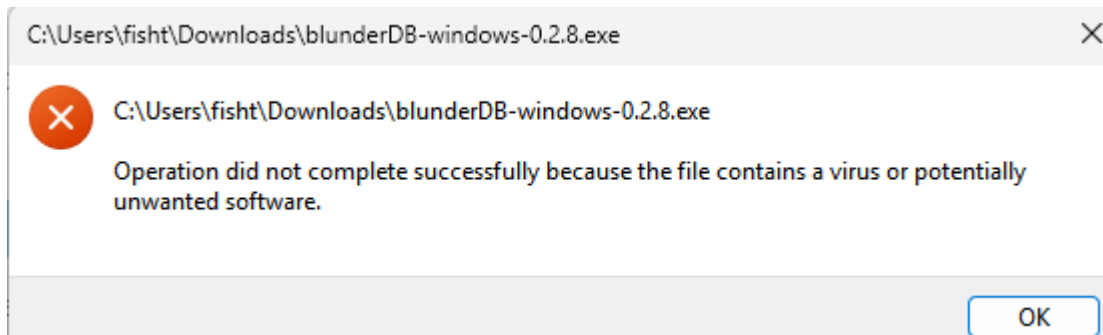 C:\Users\fisht\Downloads\blunderDB-windows-0.2.8.exe
C:\Users\fisht\Downloads\blunderDB-windows-0.2.8.exe
Operation did not complete successfully because the file contains a virus or potentially
unwanted software.
OK